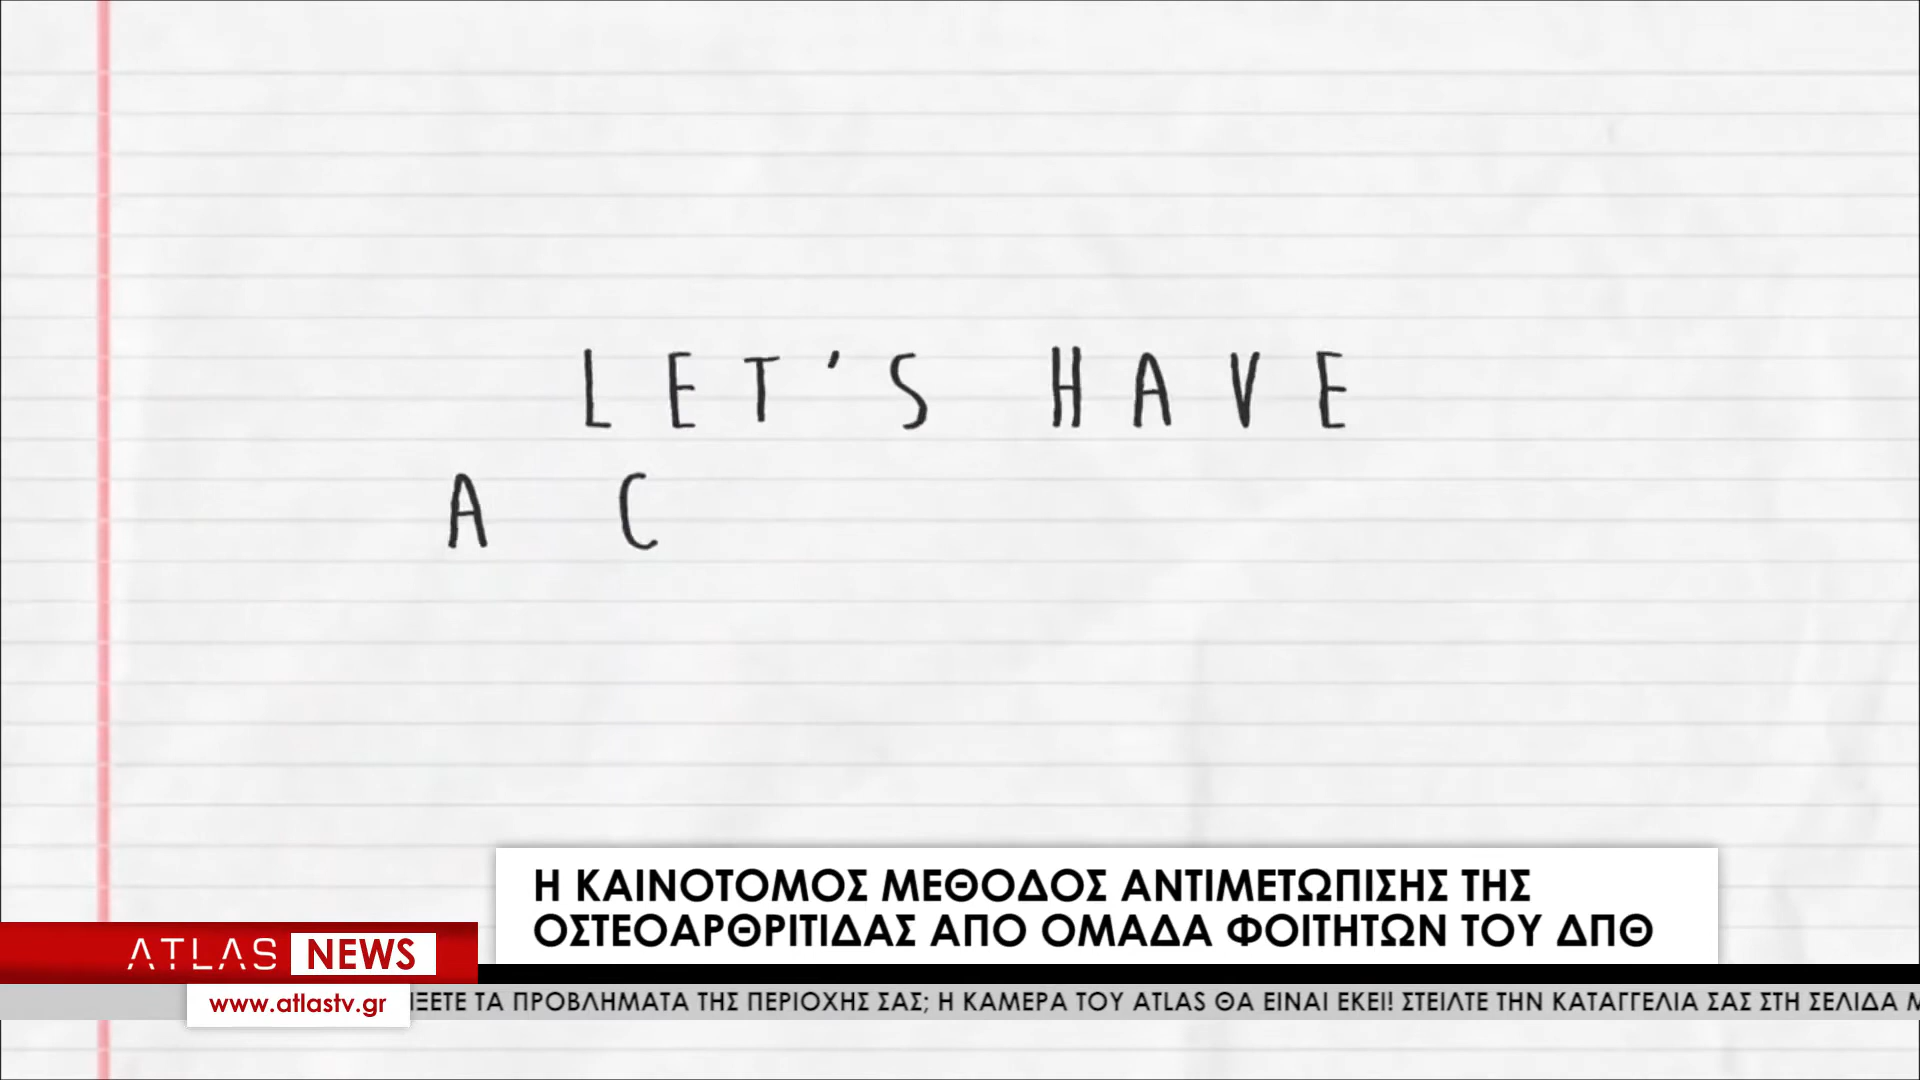 LET'S HAVE
A C
Η ΚΑΙΝΟΤΟΜΟΣ ΜΕΘΟΔΟΣ ΑΝΤΙΜΕΤΩΠΙΣΗΣ ΤΗΣ
ΟΣΤΕΟΑΡΘΡΙΤΙΔΑΣ ΑΠΟ ΟΜΑΔΑ ΦΟΙΤΗΤΩΝ ΤΟΥ ΔΠΘ
ATLAS NEWS
www.atlastv.gr
ΞΕΤΕ ΤΑ ΠΡΟΒΛΗΜΑΤΑ ΤΗΣ ΠΕΡΙΟΧΗΣ ΣΑΣ; Η ΚΑΜΕΡΑ ΤΟΥ ATLAS ΘΑ ΕΙΝΑΙ ΕΚΕΙ! ΣΤΕΙΛΤΕ ΤΗΝ ΚΑΤΑΓΓΕΛΙΑ ΣΑΣ ΣΤΗ ΣΕΛΙΔΑ